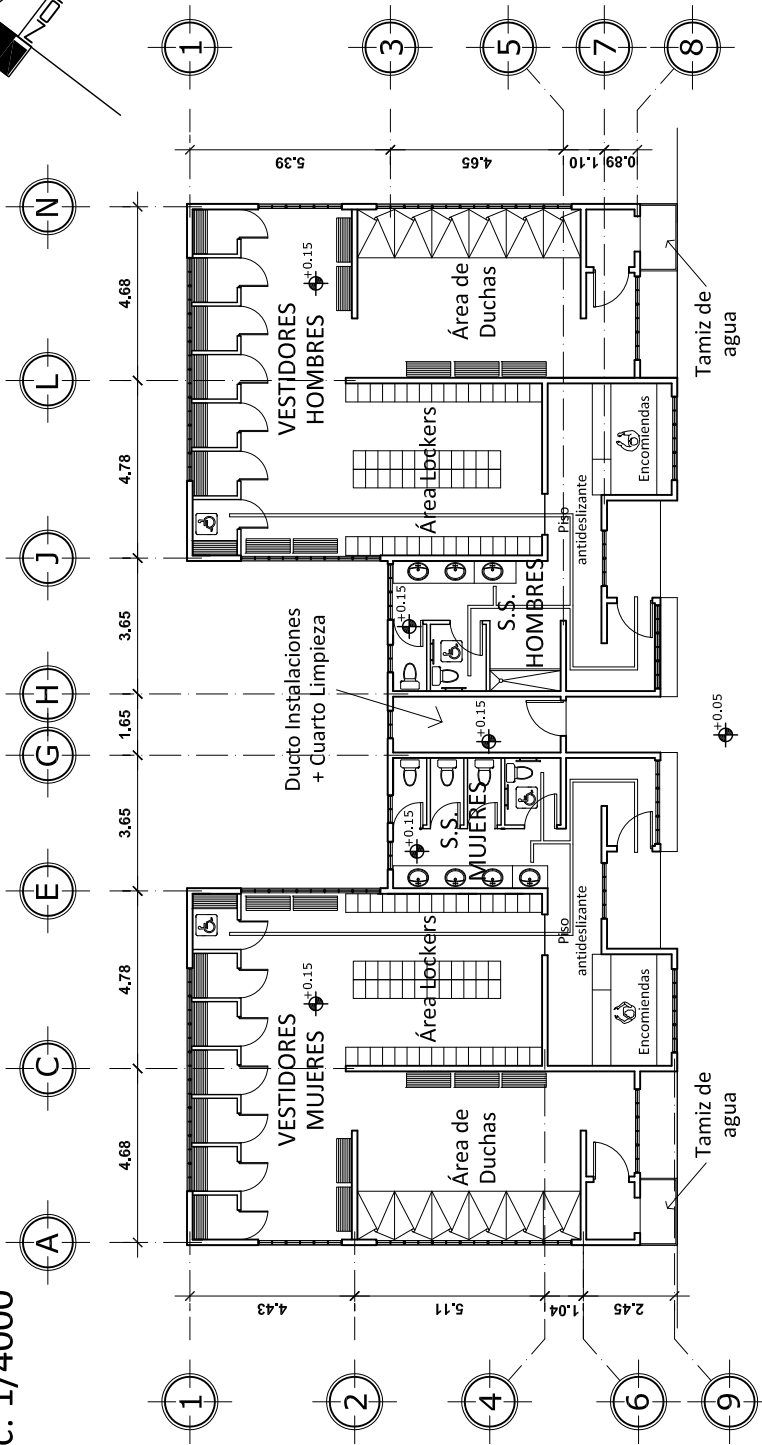 c. 1/4000
A C E G H J L N
4.68 4.78 3.65 1.65 3.65 4.78 4.68
1
1
4.43
5.39
VESTIDORES
MUJERES
+0.15
Ducto Instalaciones
+ Cuarto Limpieza
VESTIDORES
HOMBRES
+0.15
2
3
5.11
4.65
Área de
Duchas
Área Lockers
+0.15
S.S.
MUJERES
+0.15
+0.15
S.S.
HOMBRES
Área Lockers
Área de
Duchas
4
5
1.04
1.10
Piso
antideslizante
Piso
antideslizante
6
7
2.45
0.89
Encomiendas
Encomiendas
9
8
Tamiz de
agua
+0.05
Tamiz de
agua